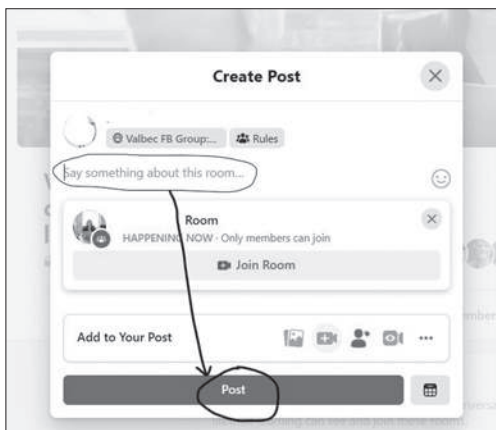 Create Post
Valbec FB Group:... Rules
Say something about this room...
Room
HAPPENING NOW · Only members can join
Join Room
Add to Your Post
Post